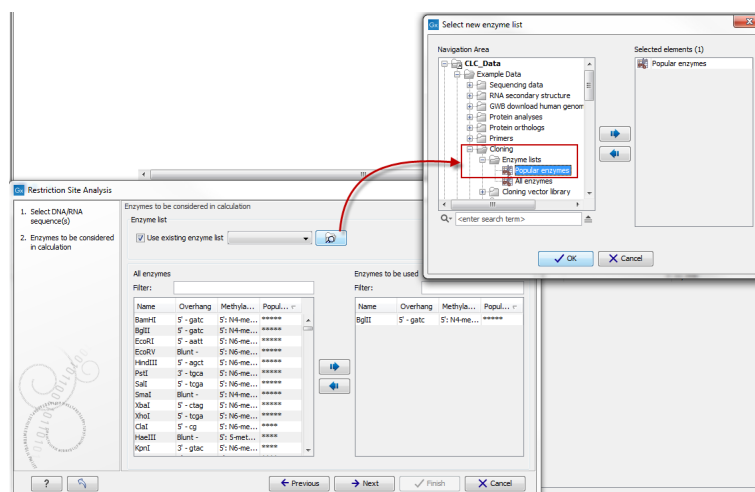 Select new enzyme list
Navigation Area
Selected elements (1)
CLC_Data
Example Data
Sequencing data
RNA secondary structure
GWB download human genom
Protein analyses
Protein orthologs
Primers
Cloning
Enzyme lists
Popular enzymes
All enzymes
Cloning vector library
Popular enzymes
<enter search term>
OK
Cancel
Restriction Site Analysis
1. Select DNA/RNA
sequence(s)
2. Enzymes to be considered
in calculation
Enzymes to be considered in calculation
Enzyme list
Use existing enzyme list
All enzymes
Filter:
Name Overhang Methyla... Popul...
BamHI 5' - gatc 5': N4-me... *****
BglII 5' - gatc 5': N4-me... *****
EcoRI 5' - aatt 5': N6-me... *****
EcoRV Blunt - 5': N6-me... *****
HindIII 5' - agct 5': N6-me... *****
PstI 3' - tgca 5': N6-me... *****
SalI 5' - tcga 5': N6-me... *****
SmaI Blunt - 5': N4-me... *****
XbaI 5' - ctag 5': N6-me... *****
XhoI 5' - tcga 5': N6-me... *****
ClaI 5' - cg 5': N6-me... ****
HaeIII Blunt - 5': 5-met... ****
KpnI 3' - gtac 5': N6-me... ****
Enzymes to be used
Filter:
Name Overhang Methyla... Popul...
BglII 5' - gatc 5': N4-me... *****
?
Previous
Next
Finish
Cancel